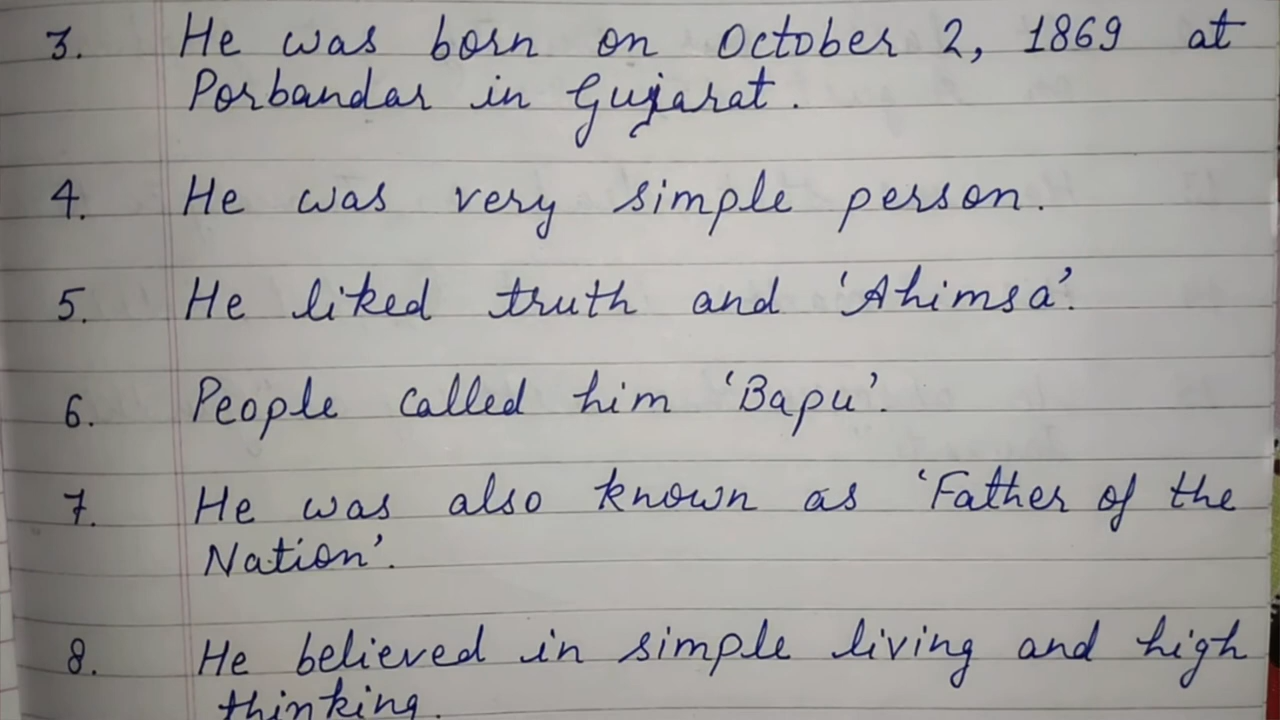 3. He was born on October 2, 1869 at
Porbandar in Gujarat.
4. He was very simple person.
5. He liked truth and 'Ahimsa'.
6. People called him 'Bapu'.
7. He was also known as 'Father of the
Nation'.
8. He believed in simple living and high
thinking.